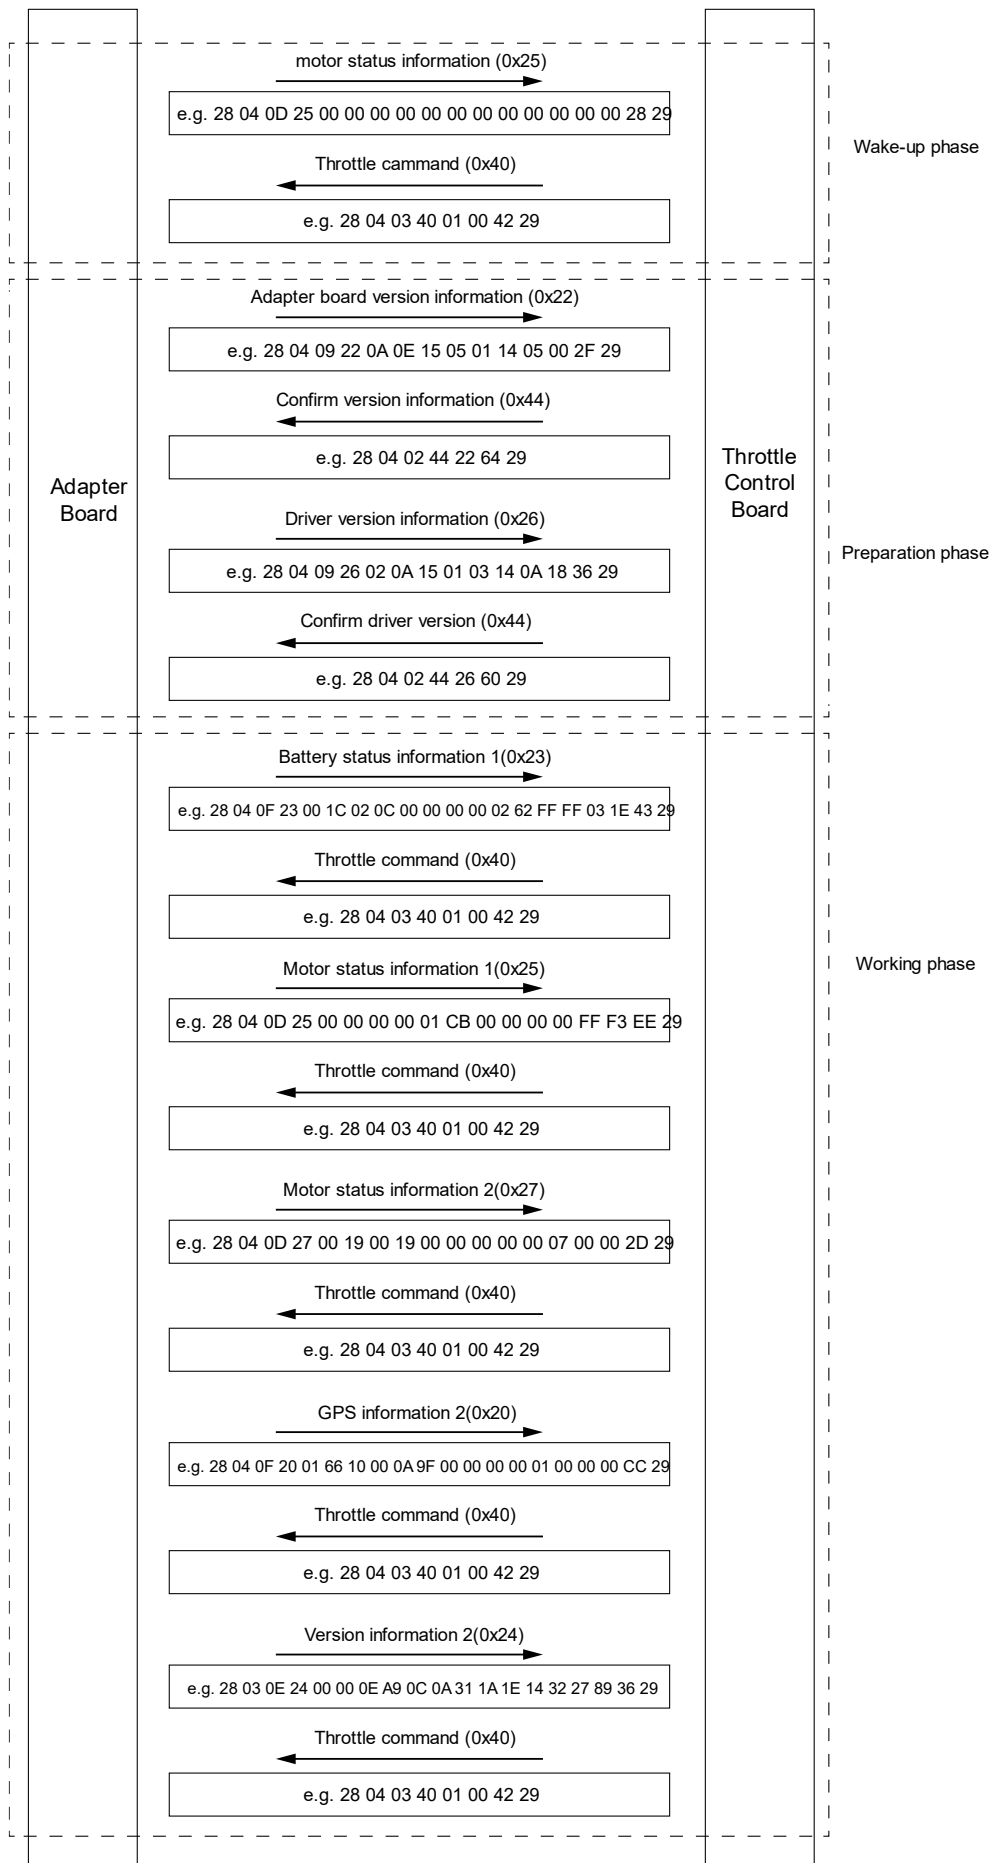 motor status information (0x25)
e.g. 28 04 0D 25 00 00 00 00 00 00 00 00 00 00 00 00 28 29
Wake-up phase
Throttle cammand (0x40)
e.g. 28 04 03 40 01 00 42 29
Adapter board version information (0x22)
e.g. 28 04 09 22 0A 0E 15 05 01 14 05 00 2F 29
Confirm version information (0x44)
e.g. 28 04 02 44 22 64 29
Adapter
Board
Throttle
Control
Board
Driver version information (0x26)
e.g. 28 04 09 26 02 0A 15 01 03 14 0A 18 36 29
Preparation phase
Confirm driver version (0x44)
e.g. 28 04 02 44 26 60 29
Battery status information 1(0x23)
e.g. 28 04 0F 23 00 1C 02 0C 00 00 00 00 02 62 FF FF 03 1E 43 29
Throttle command (0x40)
e.g. 28 04 03 40 01 00 42 29
Working phase
Motor status information 1(0x25)
e.g. 28 04 0D 25 00 00 00 00 01 CB 00 00 00 00 FF F3 EE 29
Throttle command (0x40)
e.g. 28 04 03 40 01 00 42 29
Motor status information 2(0x27)
e.g. 28 04 0D 27 00 19 00 19 00 00 00 00 00 07 00 00 2D 29
Throttle command (0x40)
e.g. 28 04 03 40 01 00 42 29
GPS information 2(0x20)
e.g. 28 04 0F 20 01 66 10 00 0A 9F 00 00 00 00 01 00 00 00 CC 29
Throttle command (0x40)
e.g. 28 04 03 40 01 00 42 29
Version information 2(0x24)
e.g. 28 03 0E 24 00 00 0E A9 0C 0A 31 1A 1E 14 32 27 89 36 29
Throttle command (0x40)
e.g. 28 04 03 40 01 00 42 29